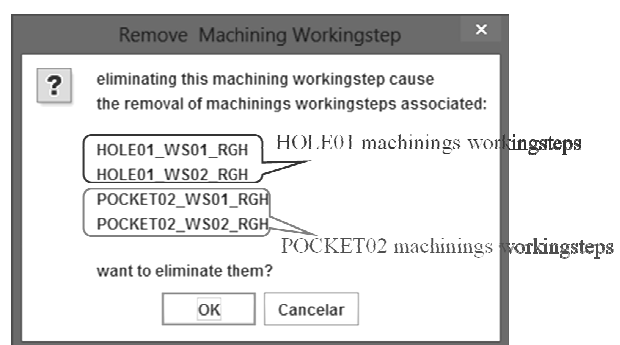 Remove Machining Workingstep
×
?
eliminating this machining workingstep cause
the removal of machinings workingsteps associated:
HOLE01_WS01_RGH
HOLE01 machinings workingsteps
HOLE01_WS02_RGH
POCKET02_WS01_RGH
POCKET02_WS02_RGH
POCKET02 machinings workingsteps
want to eliminate them?
OK
Cancelar